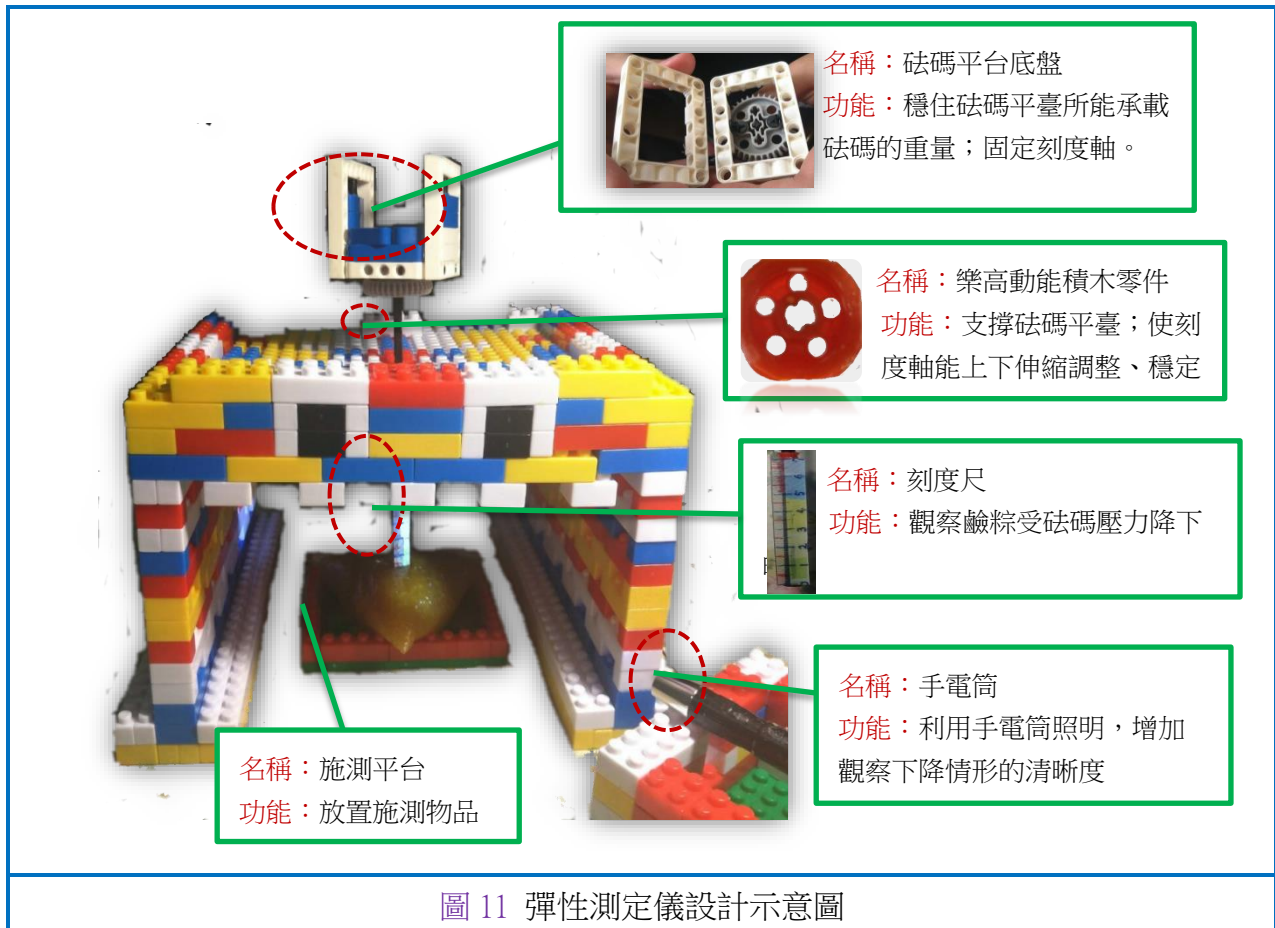 名稱：砝碼平台底盤
功能：穩住砝碼平臺所能承載
砝碼的重量；固定刻度軸。
名稱：樂高動能積木零件
功能：支撐砝碼平臺；使刻
度軸能上下伸縮調整、穩定
名稱：刻度尺
功能：觀察鹼粽受砝碼壓力降下
名稱：手電筒
功能：利用手電筒照明，增加
觀察下降情形的清晰度
名稱：施測平台
功能：放置施測物品
圖 11 彈性測定儀設計示意圖